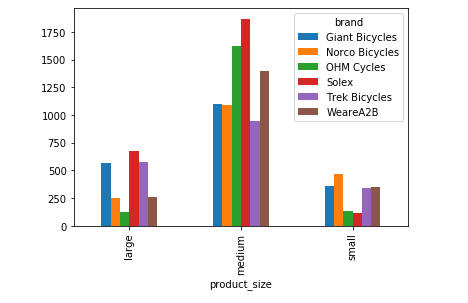 1750
1500
1250
1000
750
500
250
0
brand
Giant Bicycles
Norco Bicycles
OHM Cycles
Solex
Trek Bicycles
WeareA2B
large
medium
small
product_size